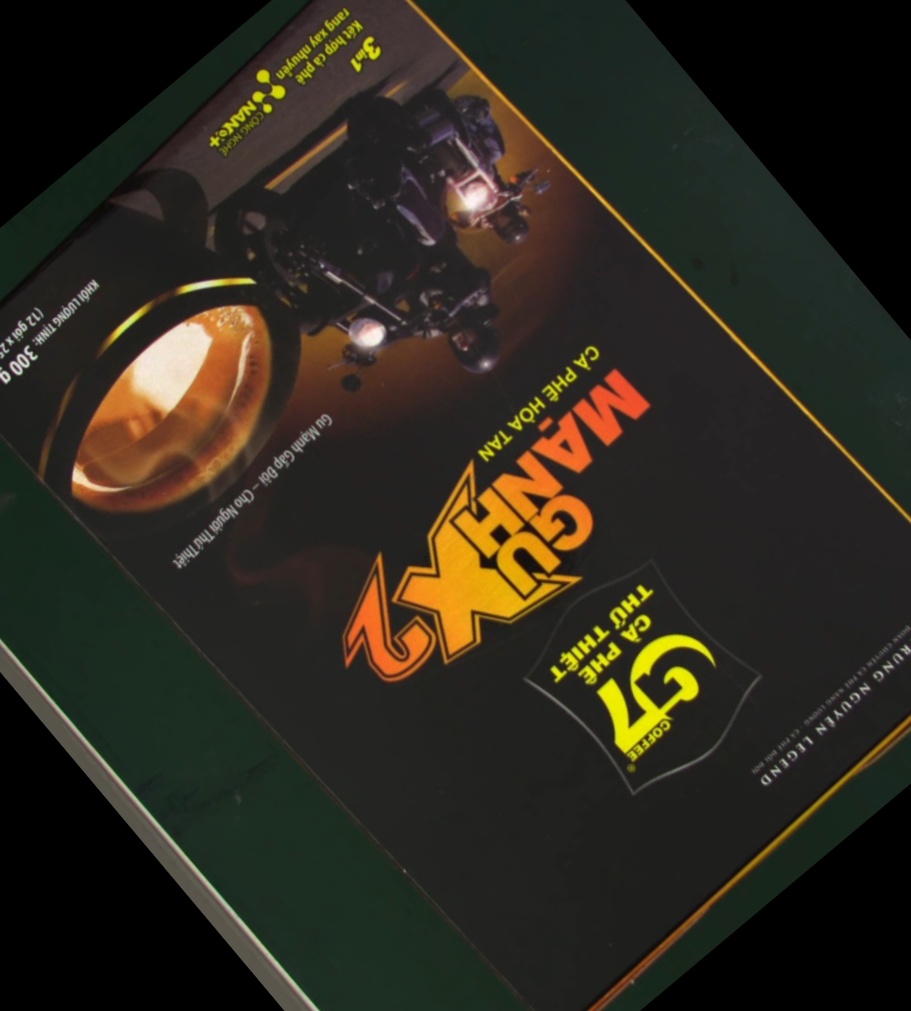 TRUNG NGUYÊN LEGEND
COFFEE
G7
CÀ PHÊ
THỨ THIỆT
GU X2
MẠNH
CÀ PHÊ HÒA TAN
Gu Mạnh Gấp Đôi – Cho Người Thứ Thiệt
3in1
Kết hợp cà phê
rang xay nhuyễn
CÔNG NGHỆ
NANO+
KHỐI LƯỢNG TỊNH: 300 g
(12 gói x